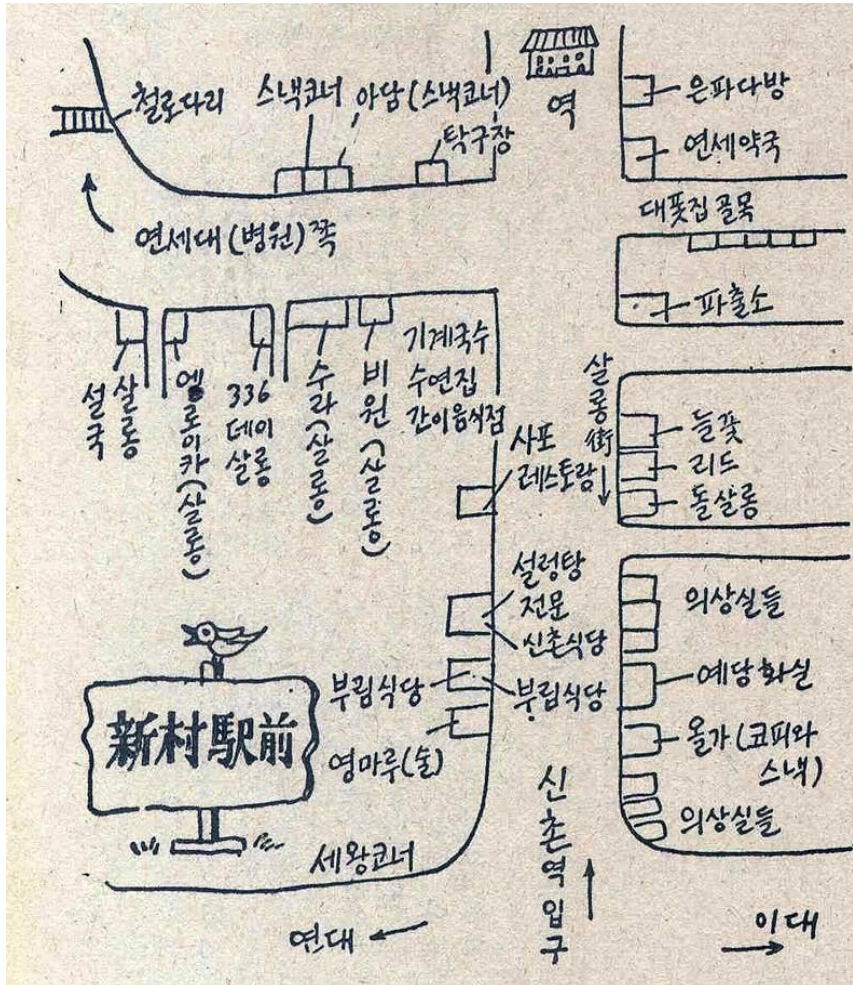 철로다리
스낵코너
아담(스낵코너)
탁구장
역
은파다방
연세약국
대폿집 골목
파출소
연세대(병원)쪽
설국
살롱
엘로이카(살롱)
336
데이
살롱
수라(살롱)
비원(살롱)
기계국수
수연집
간이음식점
사포
레스토랑
살롱街
늘꽃
리드
돌살롱
설렁탕
전문
신촌식당
부림식당
부림식당
영마루(술)
의상실들
예당화실
올가(코피와
스낵)
의상실들
新村駅前
세왕코너
연대
신촌역입구
이대